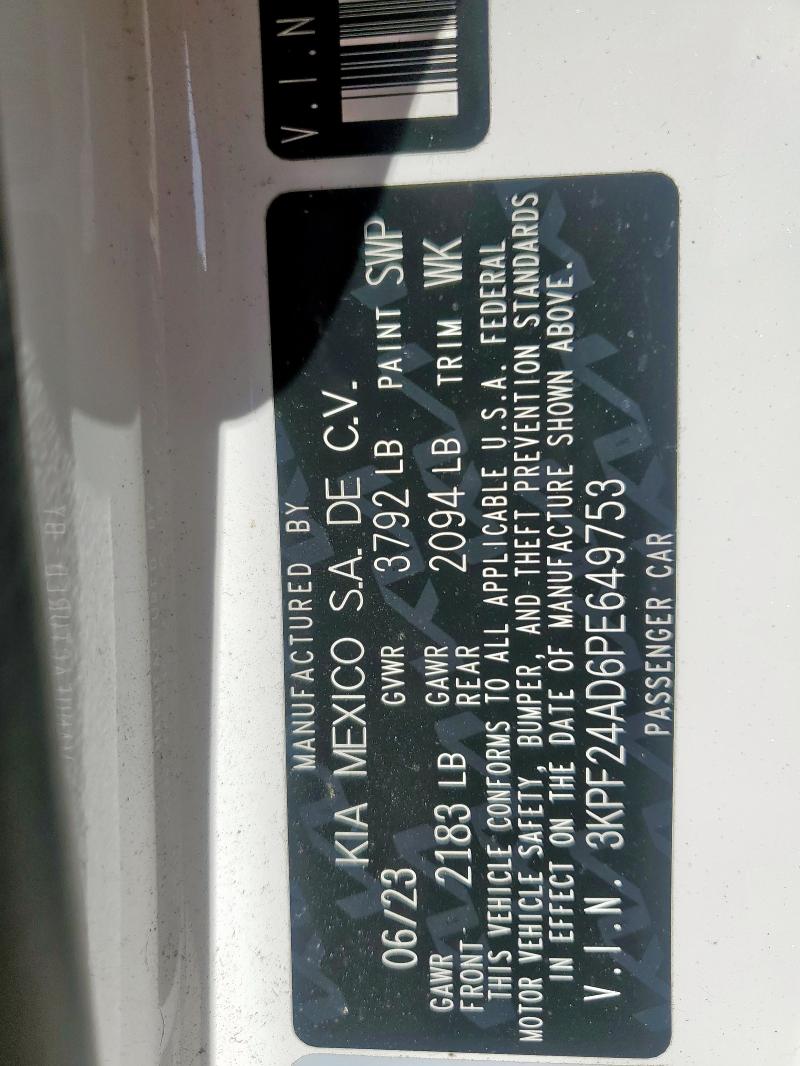 V.I.N
MANUFACTURED BY
KIA MEXICO S.A. DE C.V.
06/23 GVWR 3792 LB PAINT SWP
GAWR FRONT 2183 LB GAWR REAR 2094 LB TRIM WK
THIS VEHICLE CONFORMS TO ALL APPLICABLE U.S.A. FEDERAL
MOTOR VEHICLE SAFETY, BUMPER, AND THEFT PREVENTION STANDARDS
IN EFFECT ON THE DATE OF MANUFACTURE SHOWN ABOVE.
V.I.N. 3KPF24AD6PE649753
PASSENGER CAR